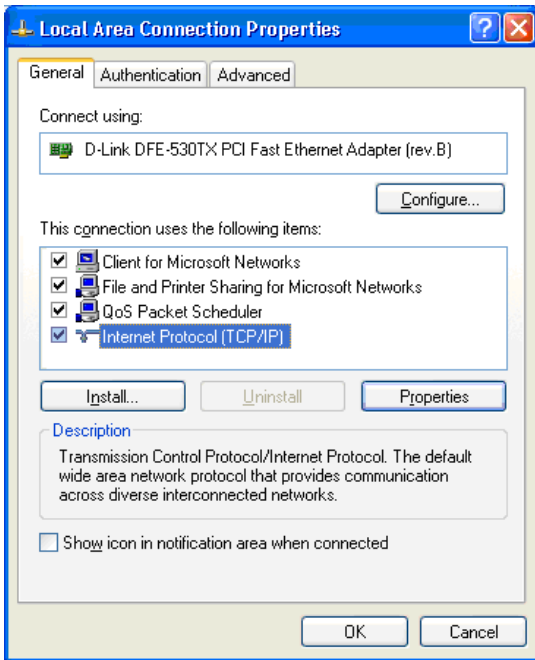 Local Area Connection Properties
General Authentication Advanced
Connect using:
D-Link DFE-530TX PCI Fast Ethernet Adapter (rev.B)
Configure...
This connection uses the following items:
Client for Microsoft Networks
File and Printer Sharing for Microsoft Networks
QoS Packet Scheduler
Internet Protocol (TCP/IP)
Install... Uninstall Properties
Description
Transmission Control Protocol/Internet Protocol. The default
wide area network protocol that provides communication
across diverse interconnected networks.
Show icon in notification area when connected
OK Cancel